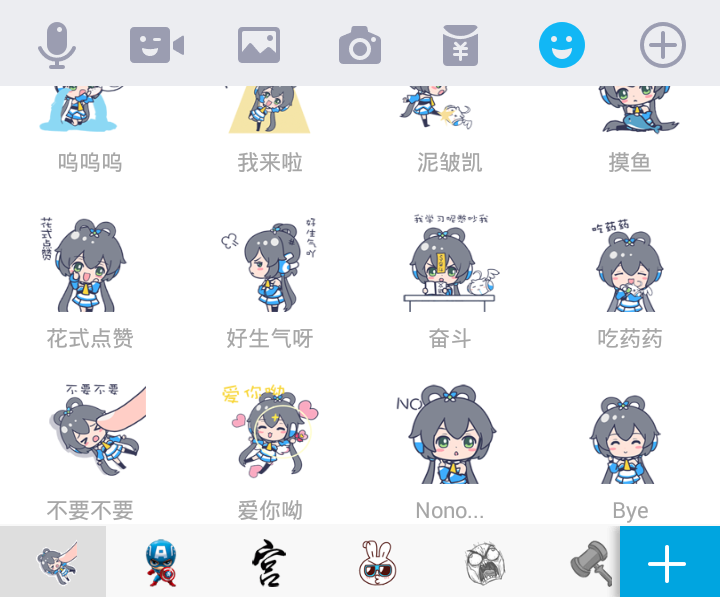 呜呜呜
我来啦
泥皱凯
摸鱼
花式点赞
好生气吖
我学习呢憋吵我
吃药药
花式点赞
好生气呀
奋斗
吃药药
不要不要
爱你呦
NO
不要不要
爱你呦
Nono...
Bye
A
宫